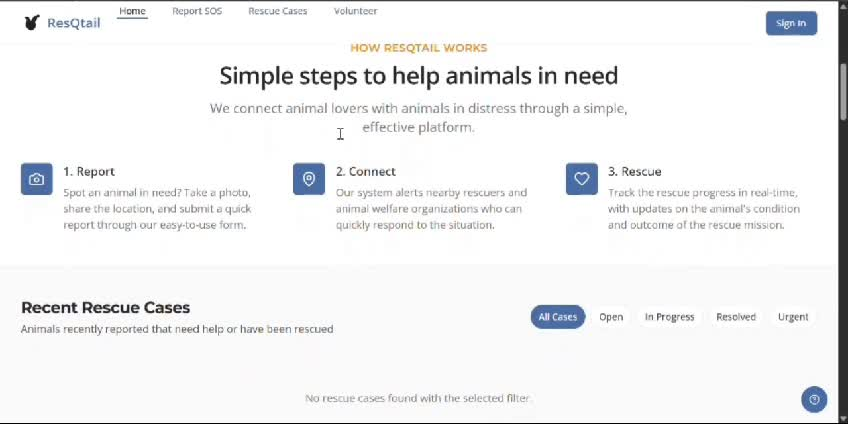 ResQtail
Home Report SOS Rescue Cases Volunteer
Sign In
HOW RESQTAIL WORKS
Simple steps to help animals in need
We connect animal lovers with animals in distress through a simple,
effective platform.
1. Report
Spot an animal in need? Take a photo,
share the location, and submit a quick
report through our easy-to-use form.
2. Connect
Our system alerts nearby rescuers and
animal welfare organizations who can
quickly respond to the situation.
3. Rescue
Track the rescue progress in real-time,
with updates on the animal's condition
and outcome of the rescue mission.
Recent Rescue Cases
Animals recently reported that need help or have been rescued
All Cases Open In Progress Resolved Urgent
No rescue cases found with the selected filter.